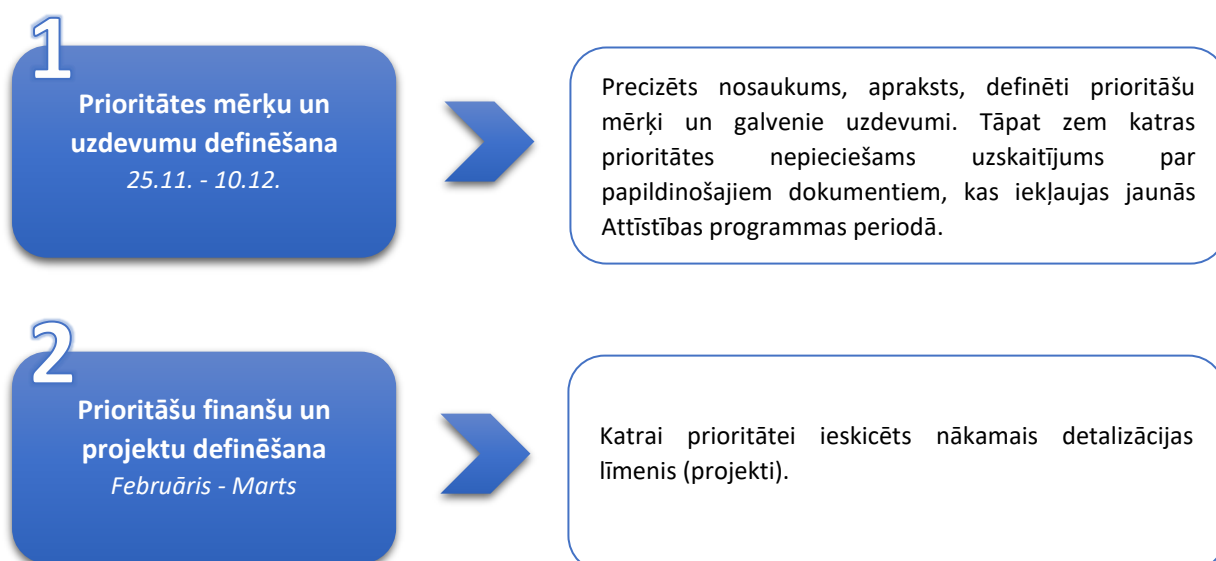 1
Prioritātes mērķu un
uzdevumu definēšana
25.11. - 10.12.
Precizēts nosaukums, apraksts, definēti prioritāšu
mērķi un galvenie uzdevumi. Tāpat zem katras
prioritātes nepieciešams uzskaitījums par
papildinošajiem dokumentiem, kas iekļaujas jaunās
Attīstības programmas periodā.
2
Prioritāšu finanšu un
projektu definēšana
Februāris - Marts
Katrai prioritātei ieskicēts nākamais detalizācijas
līmenis (projekti).